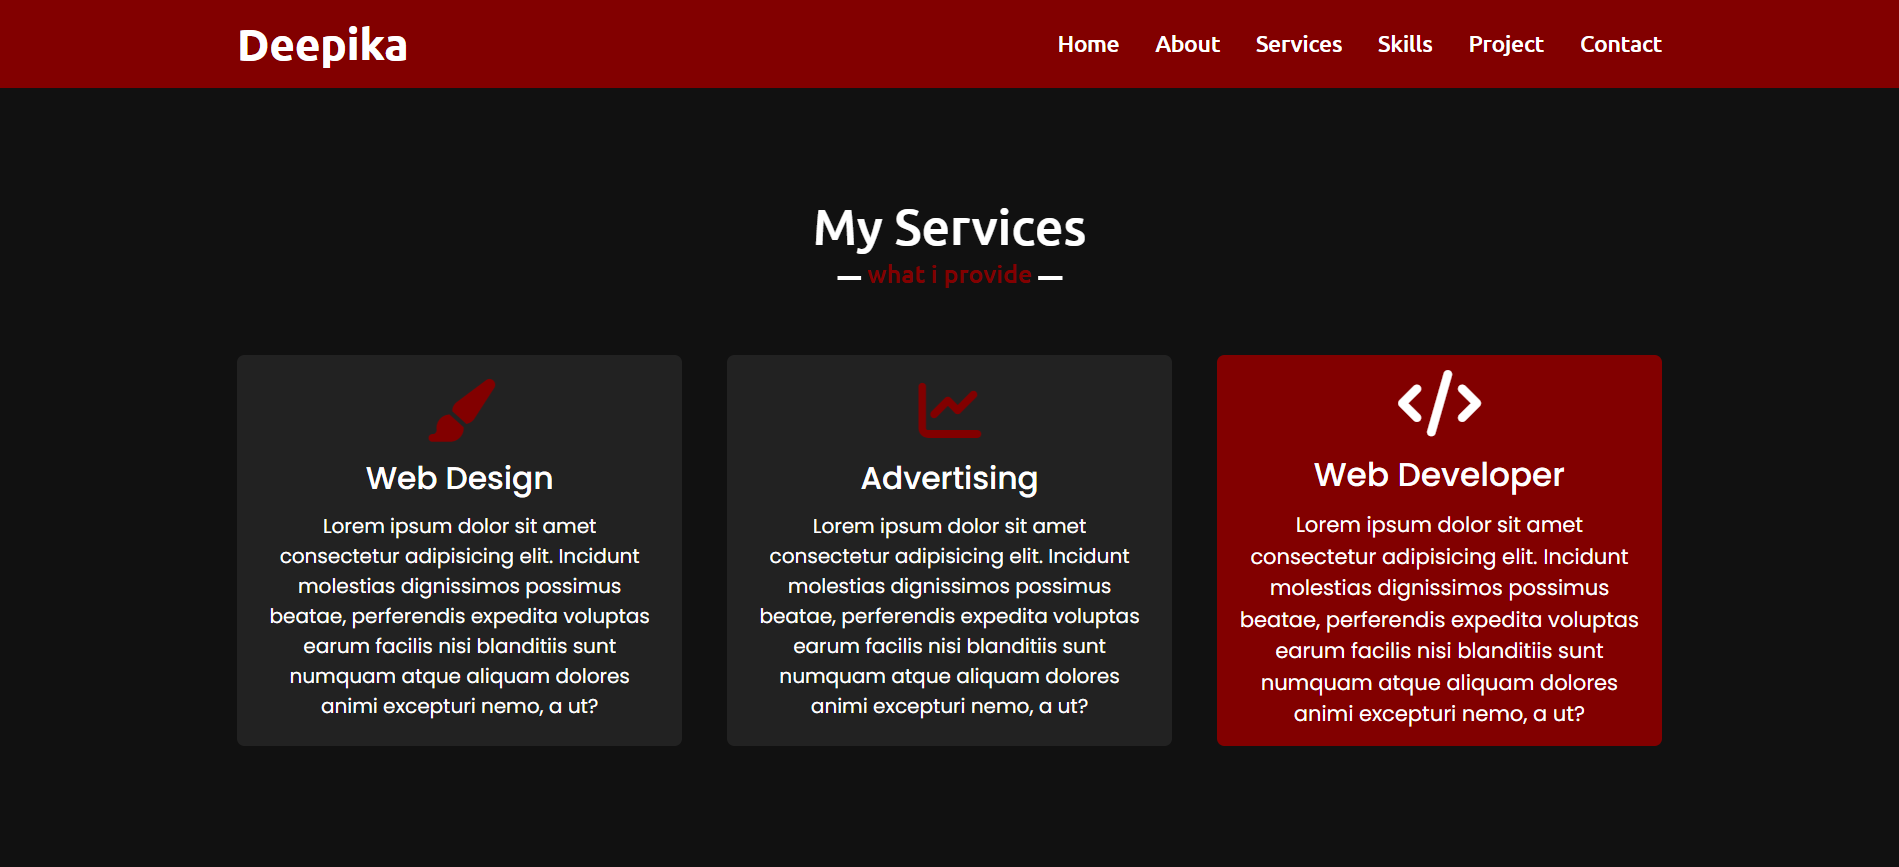 Deepika
Home About Services Skills Project Contact
My Services
what i provide
Web Design
Lorem ipsum dolor sit amet
consectetur adipisicing elit. Incidunt
molestias dignissimos possimus
beatae, perferendis expedita voluptas
earum facilis nisi blanditiis sunt
numquam atque aliquam dolores
animi excepturi nemo, a ut?
Advertising
Lorem ipsum dolor sit amet
consectetur adipisicing elit. Incidunt
molestias dignissimos possimus
beatae, perferendis expedita voluptas
earum facilis nisi blanditiis sunt
numquam atque aliquam dolores
animi excepturi nemo, a ut?
Web Developer
Lorem ipsum dolor sit amet
consectetur adipisicing elit. Incidunt
molestias dignissimos possimus
beatae, perferendis expedita voluptas
earum facilis nisi blanditiis sunt
numquam atque aliquam dolores
animi excepturi nemo, a ut?